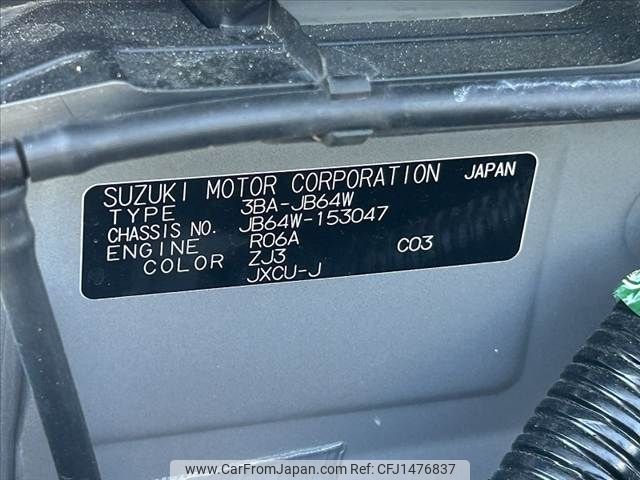 SUZUKI MOTOR CORPORATION JAPAN
TYPE 3BA-JB64W
CHASSIS NO. JB64W-153047
ENGINE R06A C03
COLOR ZJ3
JXCU-J
www.CarFromJapan.com - CFJ1476837